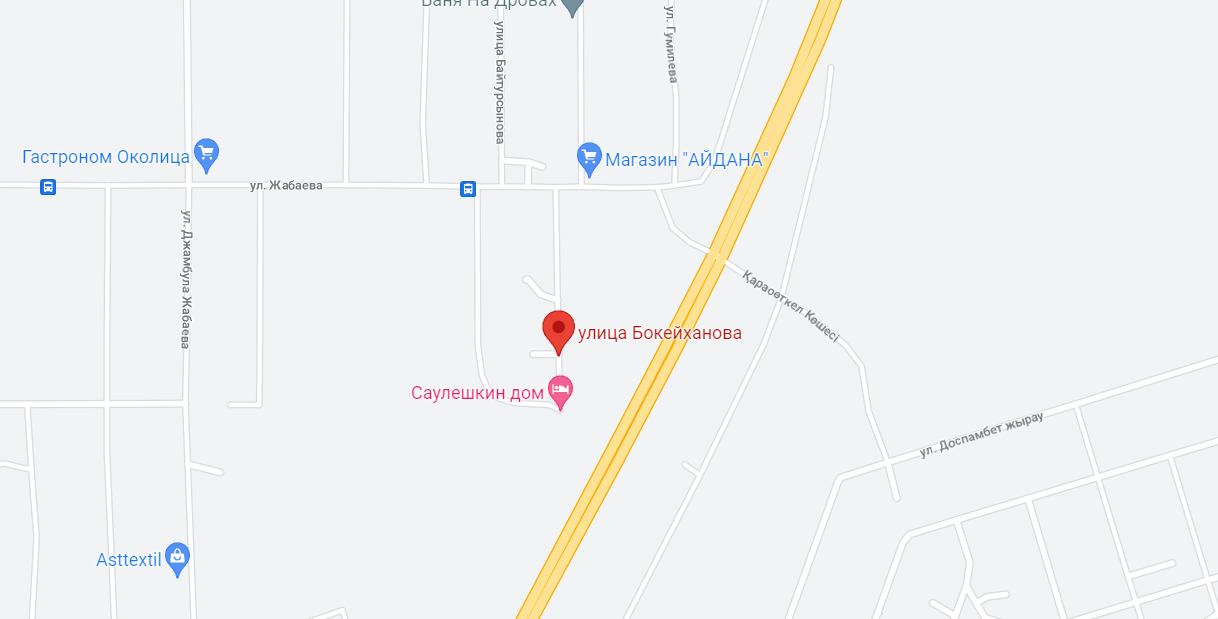 Баня На Дровах
улица Байтурсынова
ул. Гумилева
Гастроном Околица
Магазин "АЙДАНА"
ул. Жабаева
ул. Джамбула Жабаева
Қараөткел Көшесі
улица Бокейханова
Саулешкин дом
ул. Доспамбет жырау
Asttextil